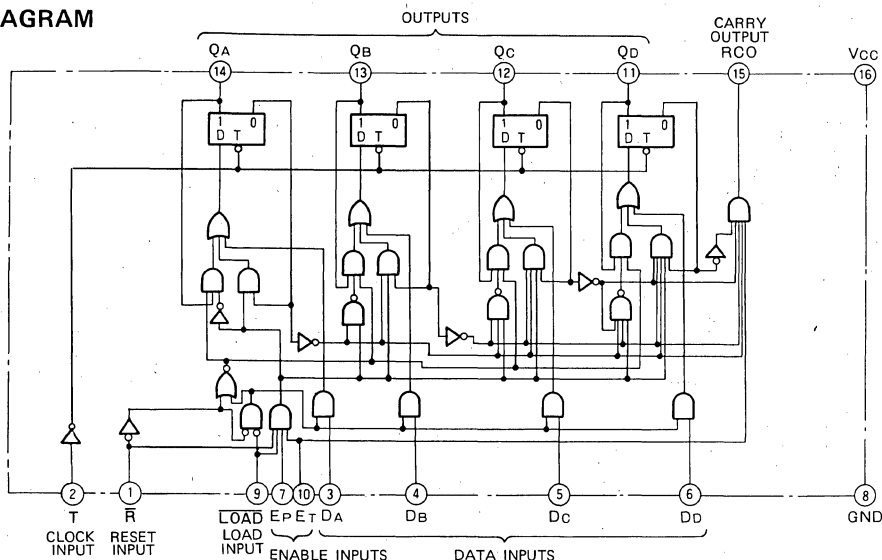 AGRAM
OUTPUTS
CARRY
OUTPUT
RCO
QA QB QC QD VCC
14 13 12 11 15 16
1 0 1 0 1 0 1 0
D T D T D T D T
2 1 9 7 10 3 4 5 6 8
T R̅ L̅O̅A̅D̅ EP ET DA DB DC DD GND
CLOCK
INPUT
RESET
INPUT
LOAD
INPUT
ENABLE INPUTS
DATA INPUTS